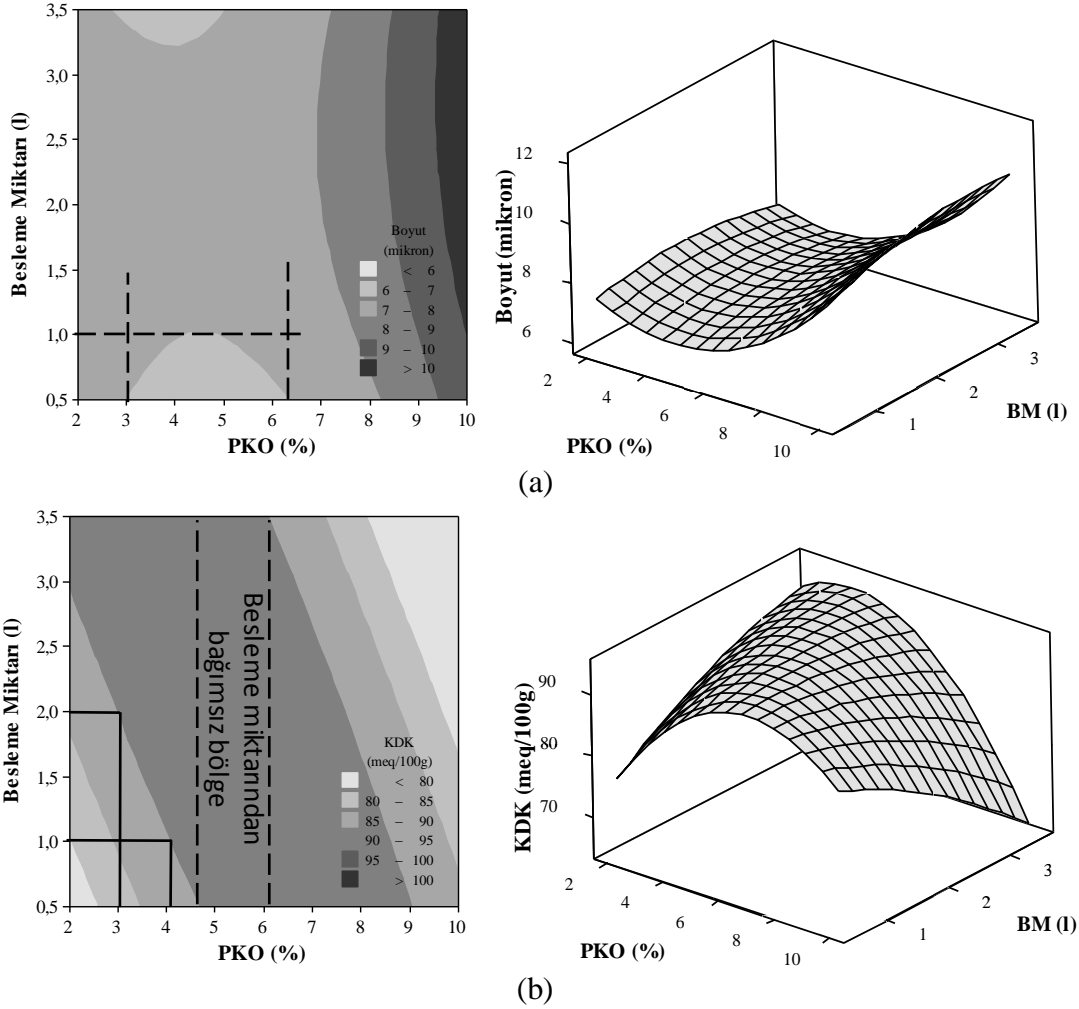 3,5
3,0
2,5
2,0
1,5
1,0
0,5
Besleme Miktarı (l)
2 3 4 5 6 7 8 9 10
PKO (%)
Boyut
(mikron)
< 6
6 – 7
7 – 8
8 – 9
9 – 10
> 10
12
10
8
6
Boyut (mikron)
2
4
6
8
10
PKO (%)
1
2
3
BM (l)
(a)
3,5
3,0
2,5
2,0
1,5
1,0
0,5
Besleme Miktarı (l)
2 3 4 5 6 7 8 9 10
PKO (%)
Besleme miktarından
bağımsız bölge
KDK
(meq/100g)
< 80
80 – 85
85 – 90
90 – 95
95 – 100
> 100
90
80
70
KDK (meq/100g)
2
4
6
8
10
PKO (%)
1
2
3
BM (l)
(b)